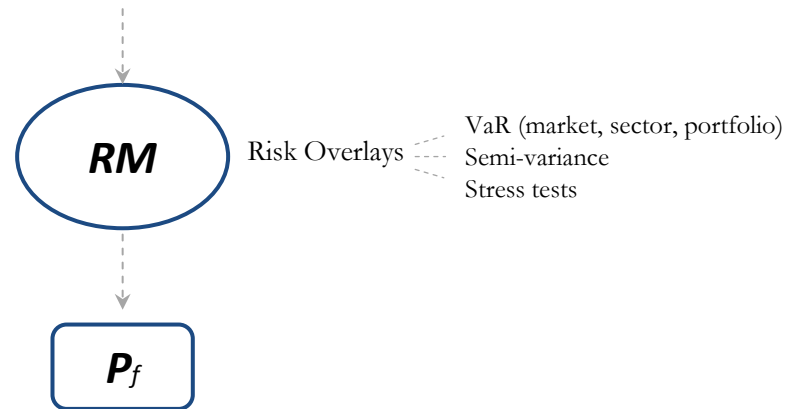 RM
Risk Overlays
VaR (market, sector, portfolio)
Semi-variance
Stress tests
Pf